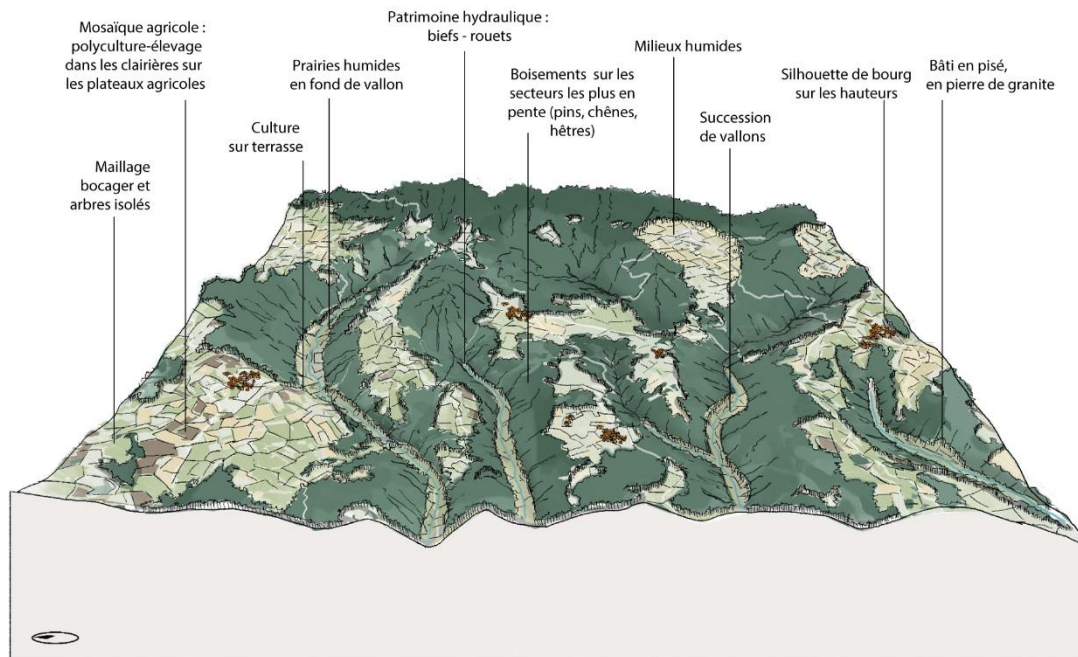 Mosaïque agricole :
polyculture-élevage
dans les clairières sur
les plateaux agricoles
Maillage
bocager et
arbres isolés
Culture
sur terrasse
Prairies humides
en fond de vallon
Patrimoine hydraulique :
biefs - rouets
Boisements sur les
secteurs les plus en
pente (pins, chênes,
hêtres)
Milieux humides
Succession
de vallons
Silhouette de bourg
sur les hauteurs
Bâti en pisé,
en pierre de granite